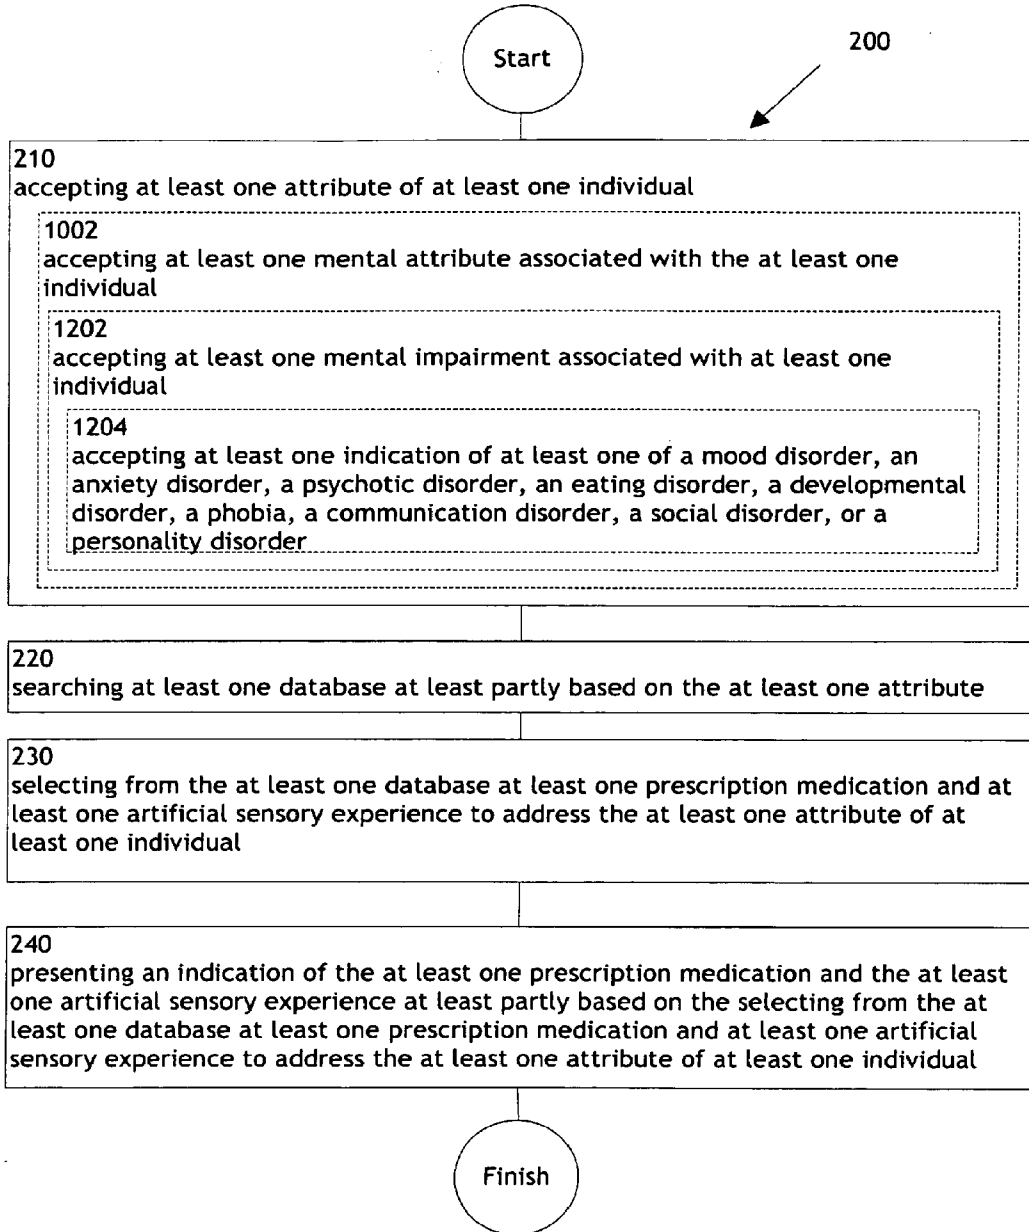 Start
200
210
accepting at least one attribute of at least one individual
1002
accepting at least one mental attribute associated with the at least one
individual
1202
accepting at least one mental impairment associated with at least one
individual
1204
accepting at least one indication of at least one of a mood disorder, an
anxiety disorder, a psychotic disorder, an eating disorder, a developmental
disorder, a phobia, a communication disorder, a social disorder, or a
personality disorder
220
searching at least one database at least partly based on the at least one attribute
230
selecting from the at least one database at least one prescription medication and at
least one artificial sensory experience to address the at least one attribute of at
least one individual
240
presenting an indication of the at least one prescription medication and the at least
one artificial sensory experience at least partly based on the selecting from the at
least one database at least one prescription medication and at least one artificial
sensory experience to address the at least one attribute of at least one individual
Finish